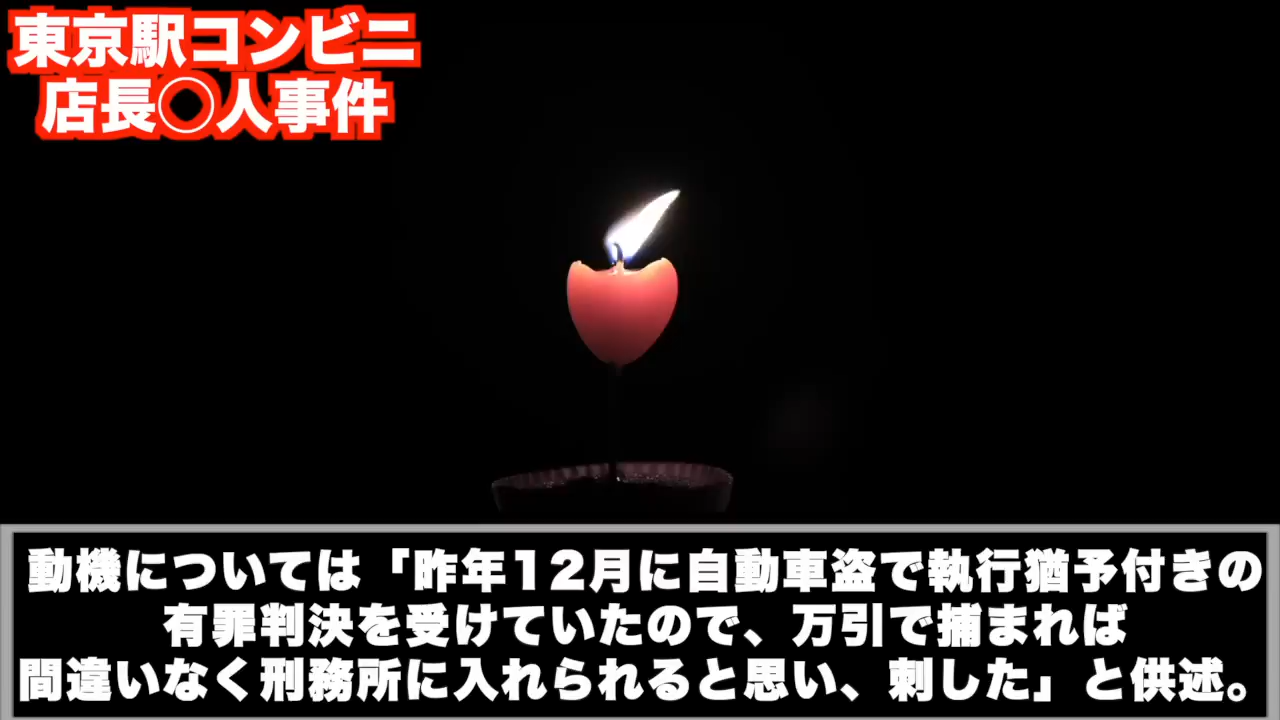 東京駅コンビニ
店長◯人事件
動機については「昨年12月に自動車盗で執行猶予付きの
有罪判決を受けていたので、万引で捕まれば
間違いなく刑務所に入れられると思い、刺した」と供述。